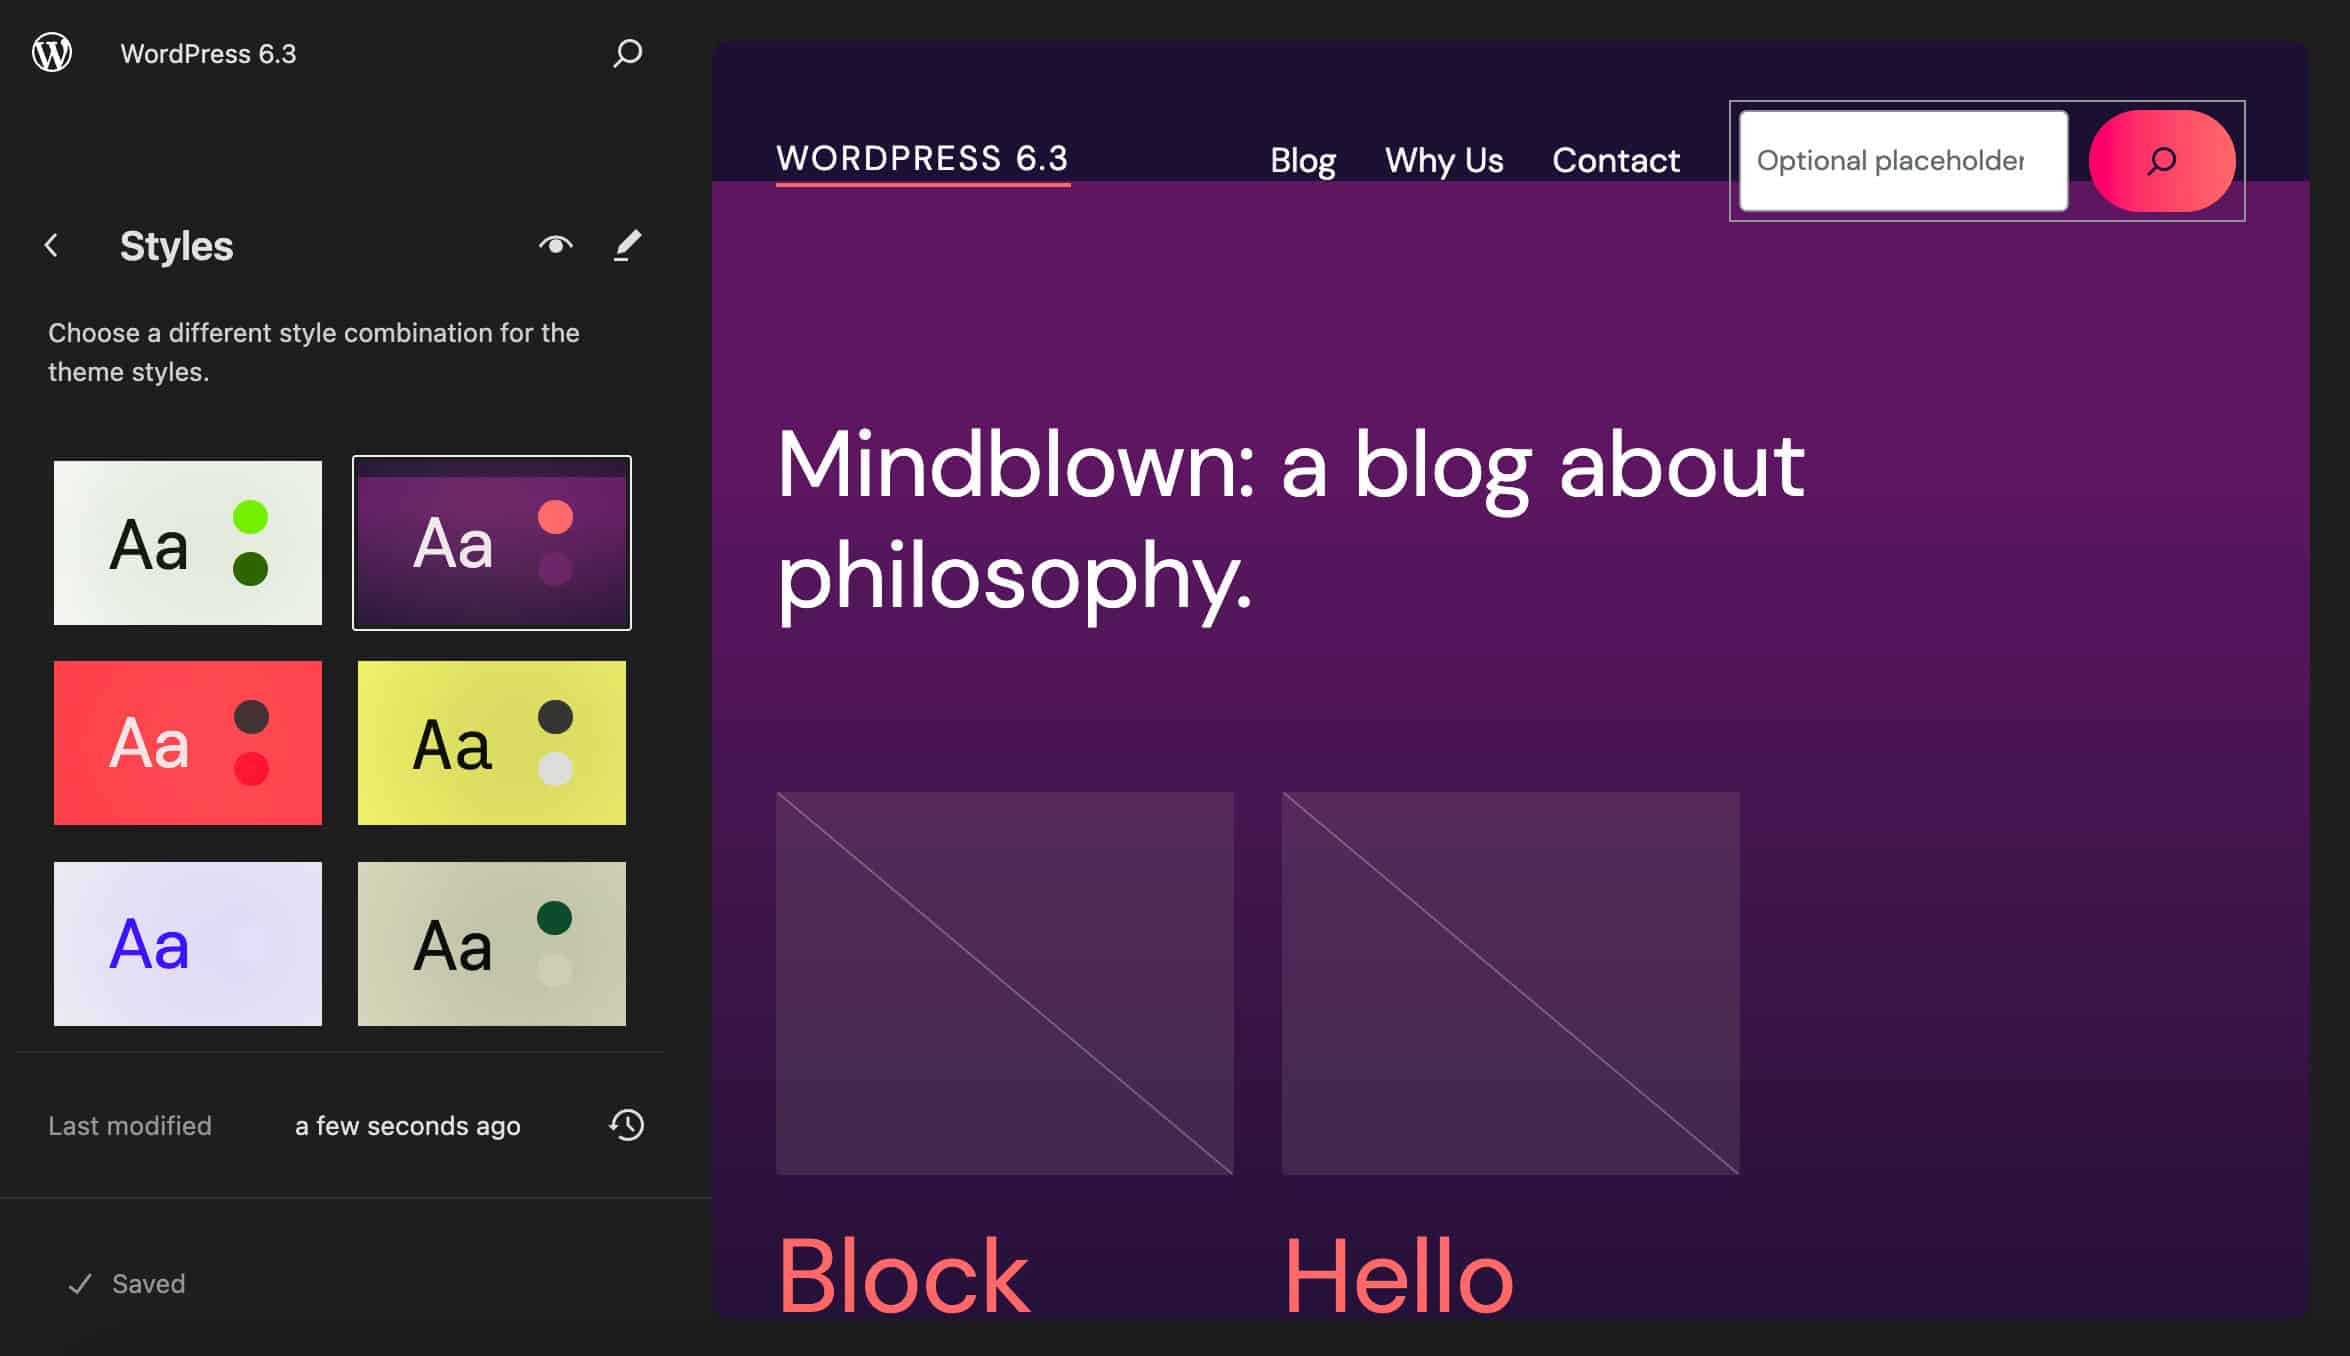 WordPress 6.3
Styles
Choose a different style combination for the
theme styles.
Aa
Aa
Aa
Aa
Aa
Aa
Last modified a few seconds ago
Saved
WORDPRESS 6.3
Blog Why Us Contact
Optional placeholder
Mindblown: a blog about
philosophy.
Block Hello